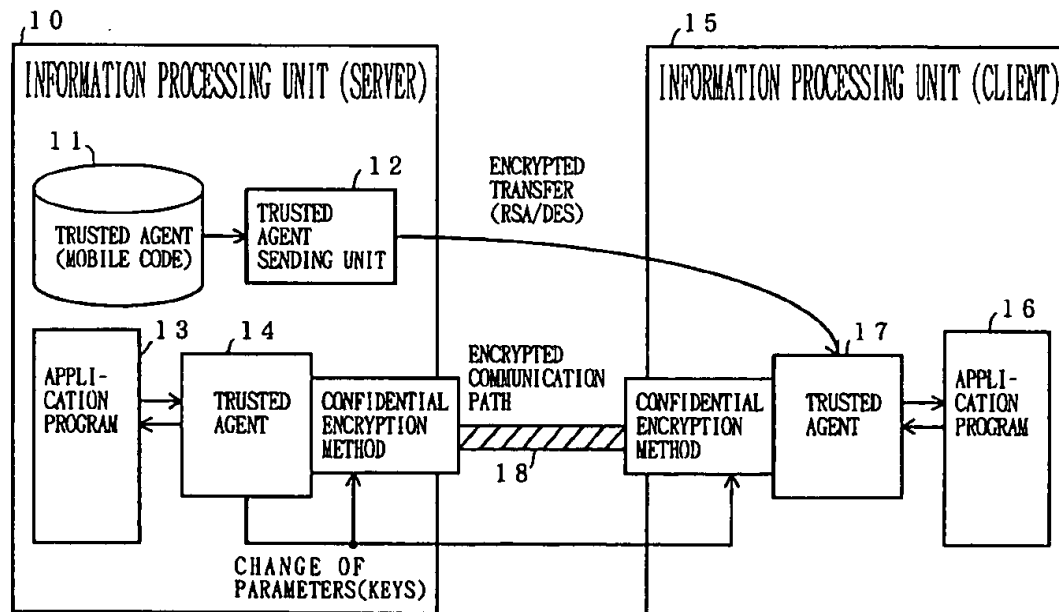 10
INFORMATION PROCESSING UNIT (SERVER)
11
TRUSTED AGENT
(MOBILE CODE)
12
TRUSTED
AGENT
SENDING UNIT
ENCRYPTED
TRANSFER
(RSA/DES)
13
APPLI-
CATION
PROGRAM
14
TRUSTED
AGENT
CONFIDENTIAL
ENCRYPTION
METHOD
ENCRYPTED
COMMUNICATION
PATH
18
CHANGE OF
PARAMETERS(KEYS)
15
INFORMATION PROCESSING UNIT (CLIENT)
CONFIDENTIAL
ENCRYPTION
METHOD
17
TRUSTED
AGENT
16
APPLI-
CATION
PROGRAM